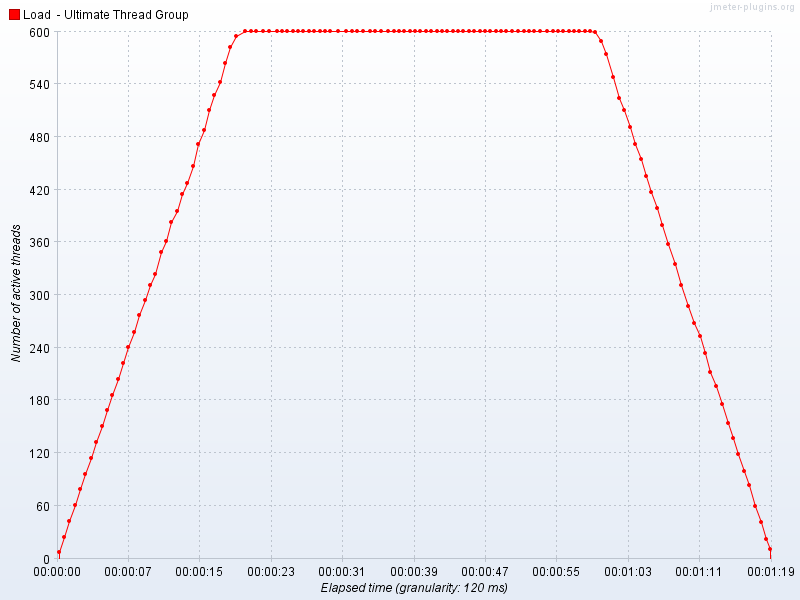 Load  - Ultimate Thread Group
jmeter-plugins.org
600
540
480
420
360
300
240
180
120
60
0
Number of active threads
00:00:00 00:00:07 00:00:15 00:00:23 00:00:31 00:00:39 00:00:47 00:00:55 00:01:03 00:01:11 00:01:19
Elapsed time (granularity: 120 ms)